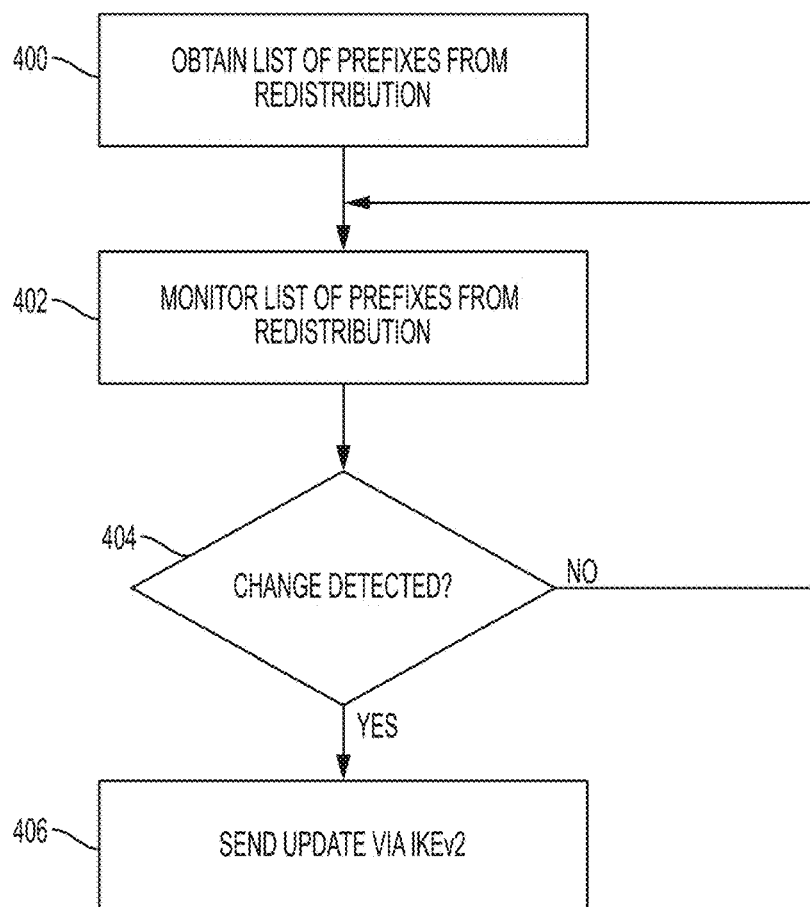 400
OBTAIN LIST OF PREFIXES FROM
REDISTRIBUTION
402
MONITOR LIST OF PREFIXES FROM
REDISTRIBUTION
404
CHANGE DETECTED?
NO
YES
406
SEND UPDATE VIA IKEv2